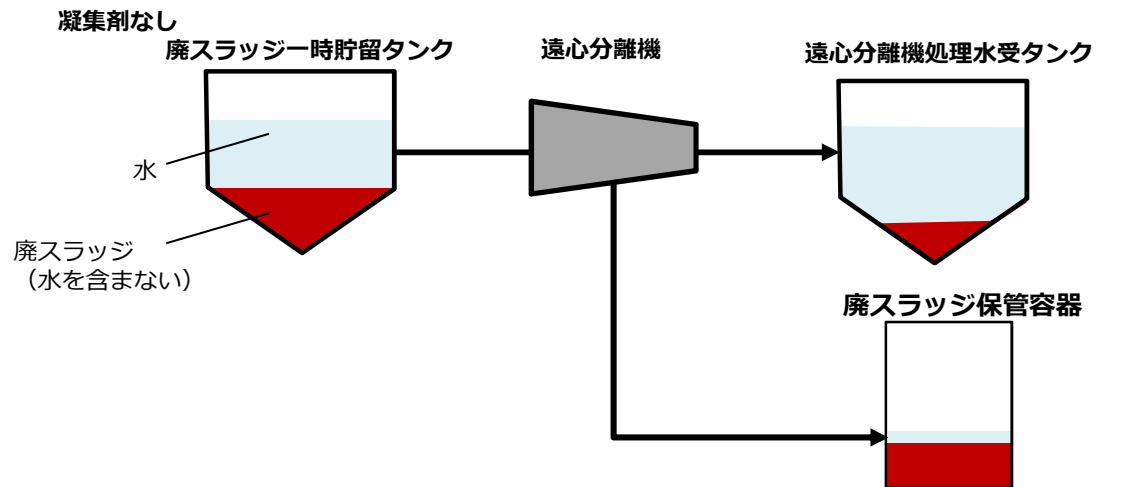 凝集剤なし
廃スラッジ一時貯留タンク
遠心分離機
遠心分離機処理水受タンク
水
廃スラッジ
（水を含まない）
廃スラッジ保管容器